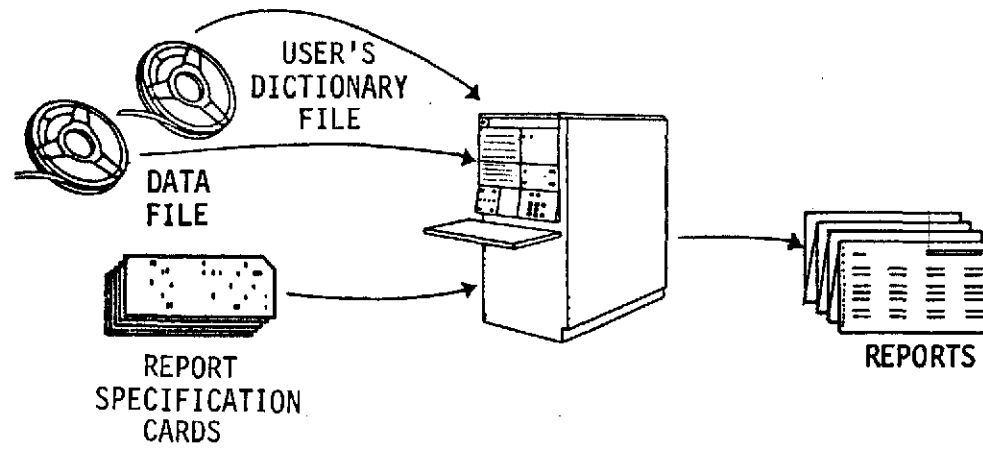 USER'S
DICTIONARY
FILE
DATA
FILE
REPORT
SPECIFICATION
CARDS
REPORTS